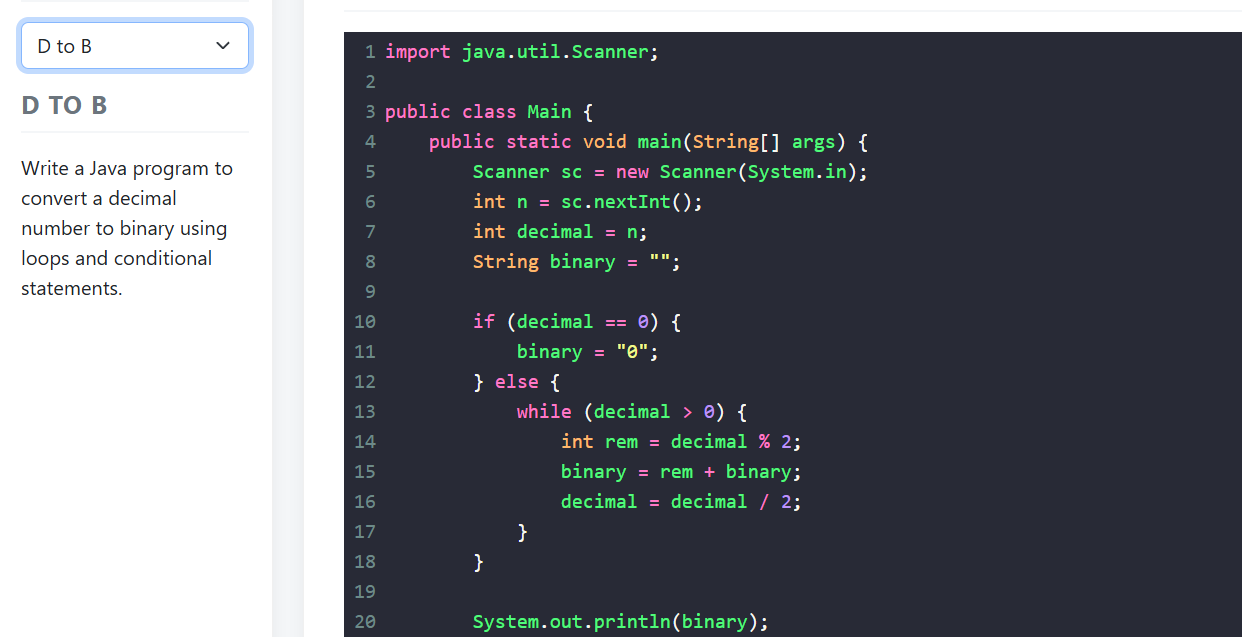 D to B
D TO B
Write a Java program to
convert a decimal
number to binary using
loops and conditional
statements.
1 import java.util.Scanner;
2
3 public class Main {
4     public static void main(String[] args) {
5         Scanner sc = new Scanner(System.in);
6         int n = sc.nextInt();
7         int decimal = n;
8         String binary = "";
9
10         if (decimal == 0) {
11             binary = "0";
12         } else {
13             while (decimal > 0) {
14                 int rem = decimal % 2;
15                 binary = rem + binary;
16                 decimal = decimal / 2;
17             }
18         }
19
20         System.out.println(binary);